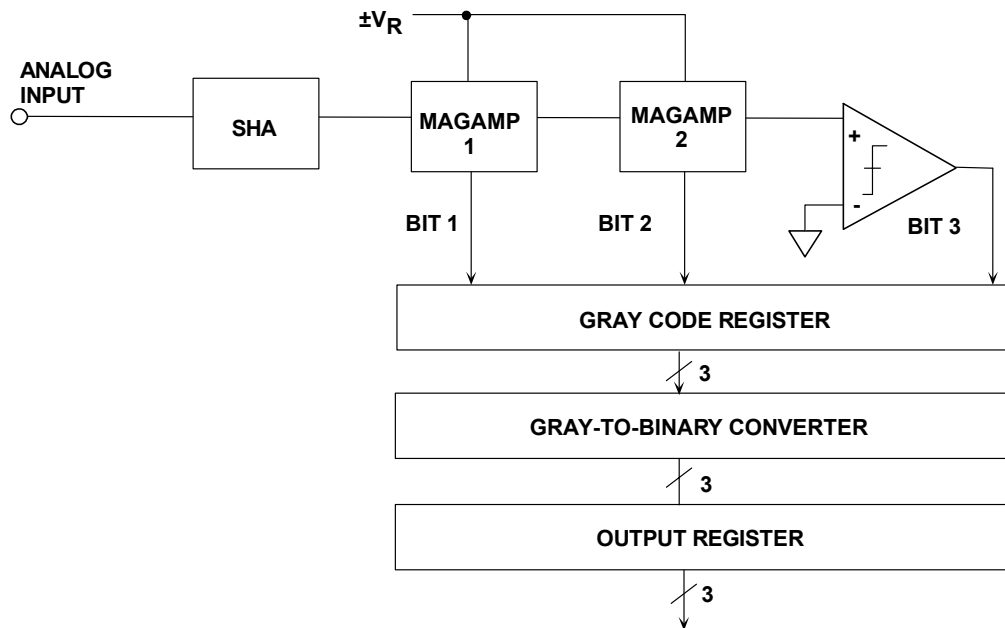 ±VR
ANALOG
INPUT
SHA
MAGAMP
1
MAGAMP
2
+
-
BIT 1
BIT 2
BIT 3
GRAY CODE REGISTER
3
GRAY-TO-BINARY CONVERTER
3
OUTPUT REGISTER
3